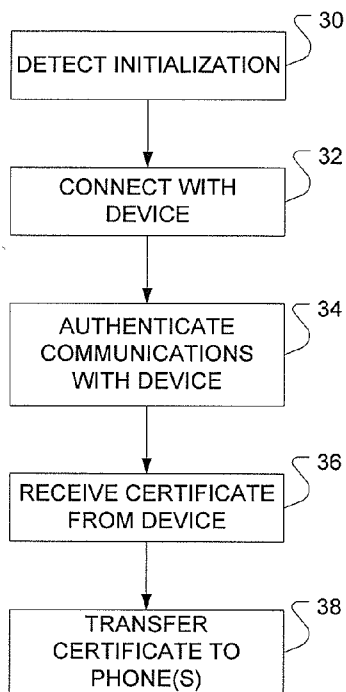 30
DETECT INITIALIZATION
32
CONNECT WITH
DEVICE
34
AUTHENTICATE
COMMUNICATIONS
WITH DEVICE
36
RECEIVE CERTIFICATE
FROM DEVICE
38
TRANSFER
CERTIFICATE TO
PHONE(S)